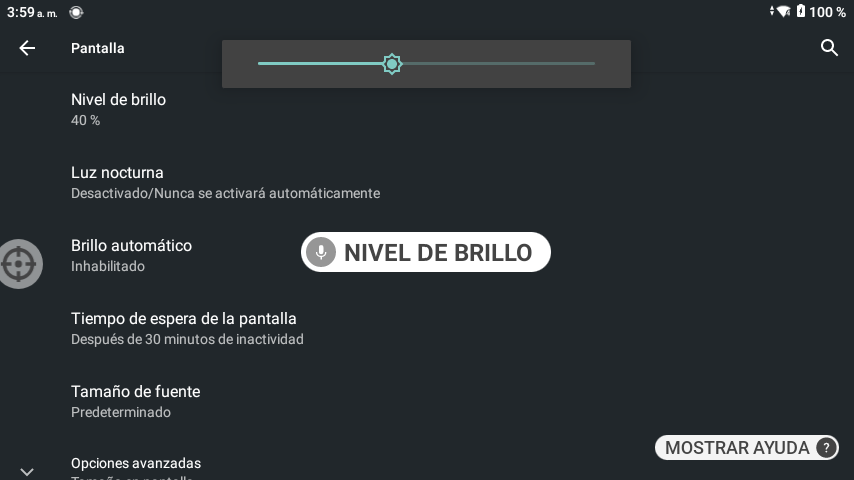 3:59 a. m.
100 %
Pantalla
Nivel de brillo
40 %
Luz nocturna
Desactivado/Nunca se activará automáticamente
Brillo automático
Inhabilitado
NIVEL DE BRILLO
Tiempo de espera de la pantalla
Después de 30 minutos de inactividad
Tamaño de fuente
Predeterminado
MOSTRAR AYUDA ?
Opciones avanzadas